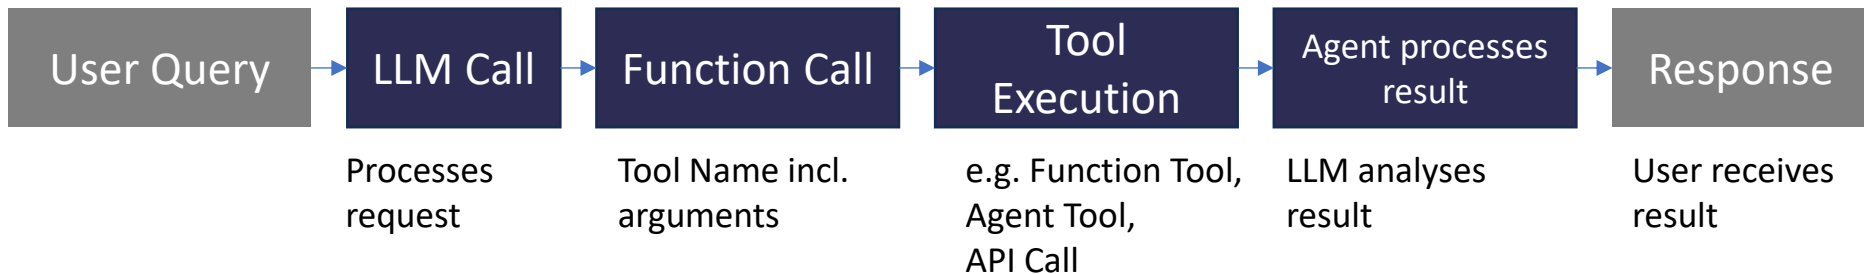 User Query
LLM Call
Function Call
Tool
Execution
Agent processes
result
Response
Processes
request
Tool Name incl.
arguments
e.g. Function Tool,
Agent Tool,
API Call
LLM analyses
result
User receives
result